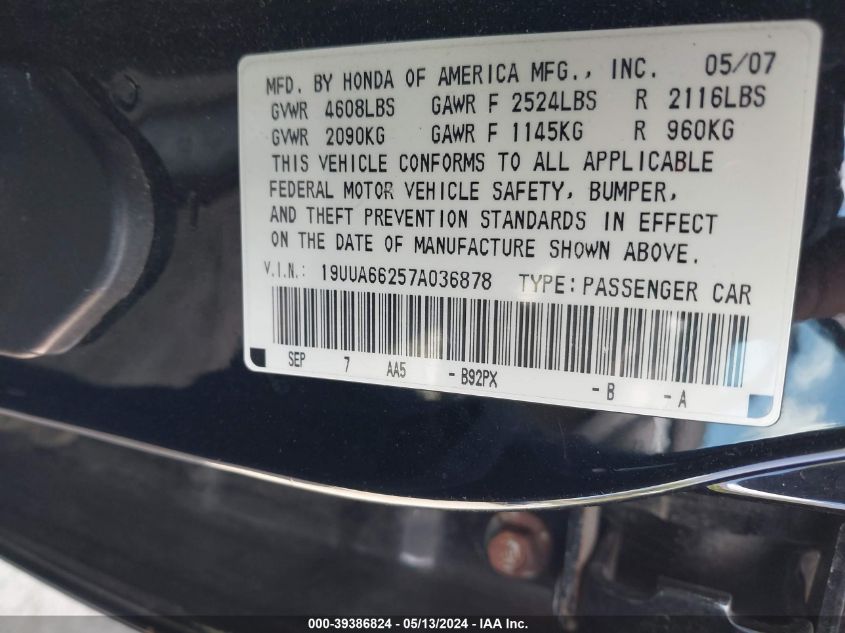 MFD. BY HONDA OF AMERICA MFG., INC. 05/07
GVWR 4608LBS GAWR F 2524LBS R 2116LBS
GVWR 2090KG GAWR F 1145KG R 960KG
THIS VEHICLE CONFORMS TO ALL APPLICABLE
FEDERAL MOTOR VEHICLE SAFETY, BUMPER,
AND THEFT PREVENTION STANDARDS IN EFFECT
ON THE DATE OF MANUFACTURE SHOWN ABOVE.
V.I.N.: 19UUA66257A036878 TYPE: PASSENGER CAR
SEP 7 AA5 - B92PX - B - A
000-39386824 - 05/13/2024 - IAA Inc.